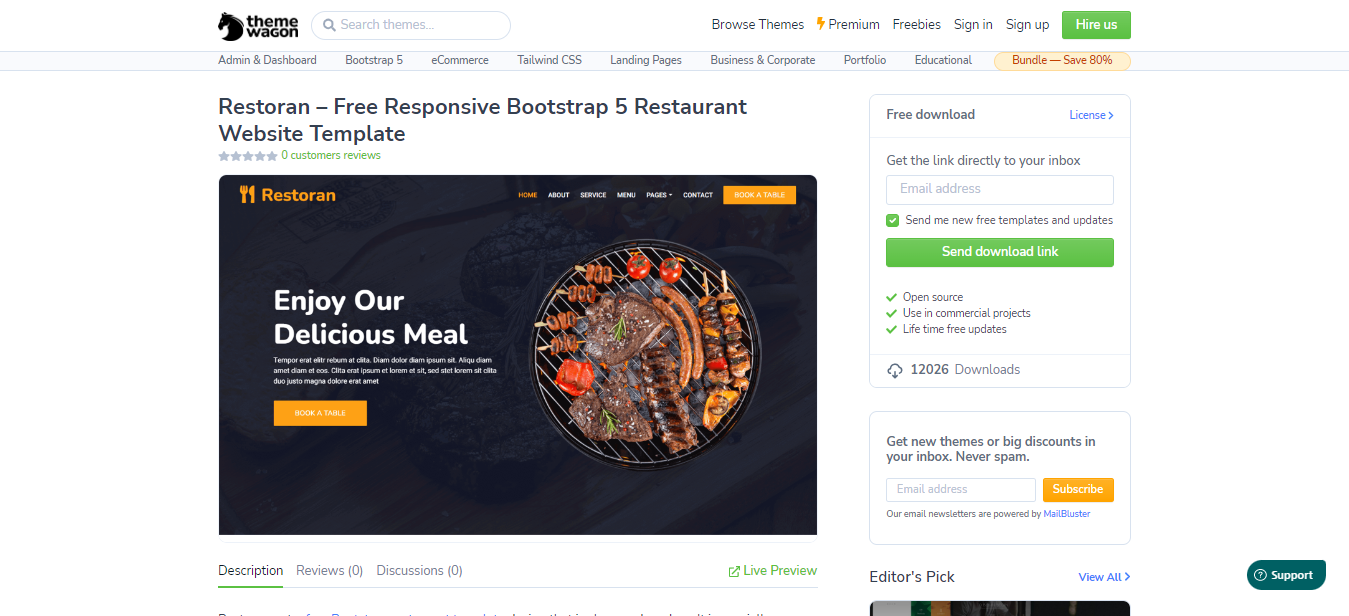 theme
wagon
Search themes...
Browse Themes
Premium
Freebies
Sign in
Sign up
Hire us
Admin & Dashboard
Bootstrap 5
eCommerce
Tailwind CSS
Landing Pages
Business & Corporate
Portfolio
Educational
Bundle — Save 80%
Restoran – Free Responsive Bootstrap 5 Restaurant
Website Template
0 customers reviews
Restoran
HOME
ABOUT
SERVICE
MENU
PAGES
CONTACT
BOOK A TABLE
Enjoy Our
Delicious Meal
Tempor erat elitr rebum at clita. Diam dolor diam ipsum sit. Aliqu diam
amet diam et eos. Clita erat ipsum et lorem et sit, sed stet lorem sit clita
duo justo magna dolore erat amet
BOOK A TABLE
Description
Reviews (0)
Discussions (0)
Live Preview
Free download
License
Get the link directly to your inbox
Email address
Send me new free templates and updates
Send download link
Open source
Use in commercial projects
Life time free updates
12026 Downloads
Get new themes or big discounts in
your inbox. Never spam.
Email address
Subscribe
Our email newsletters are powered by MailBluster
Editor's Pick
View All
Support